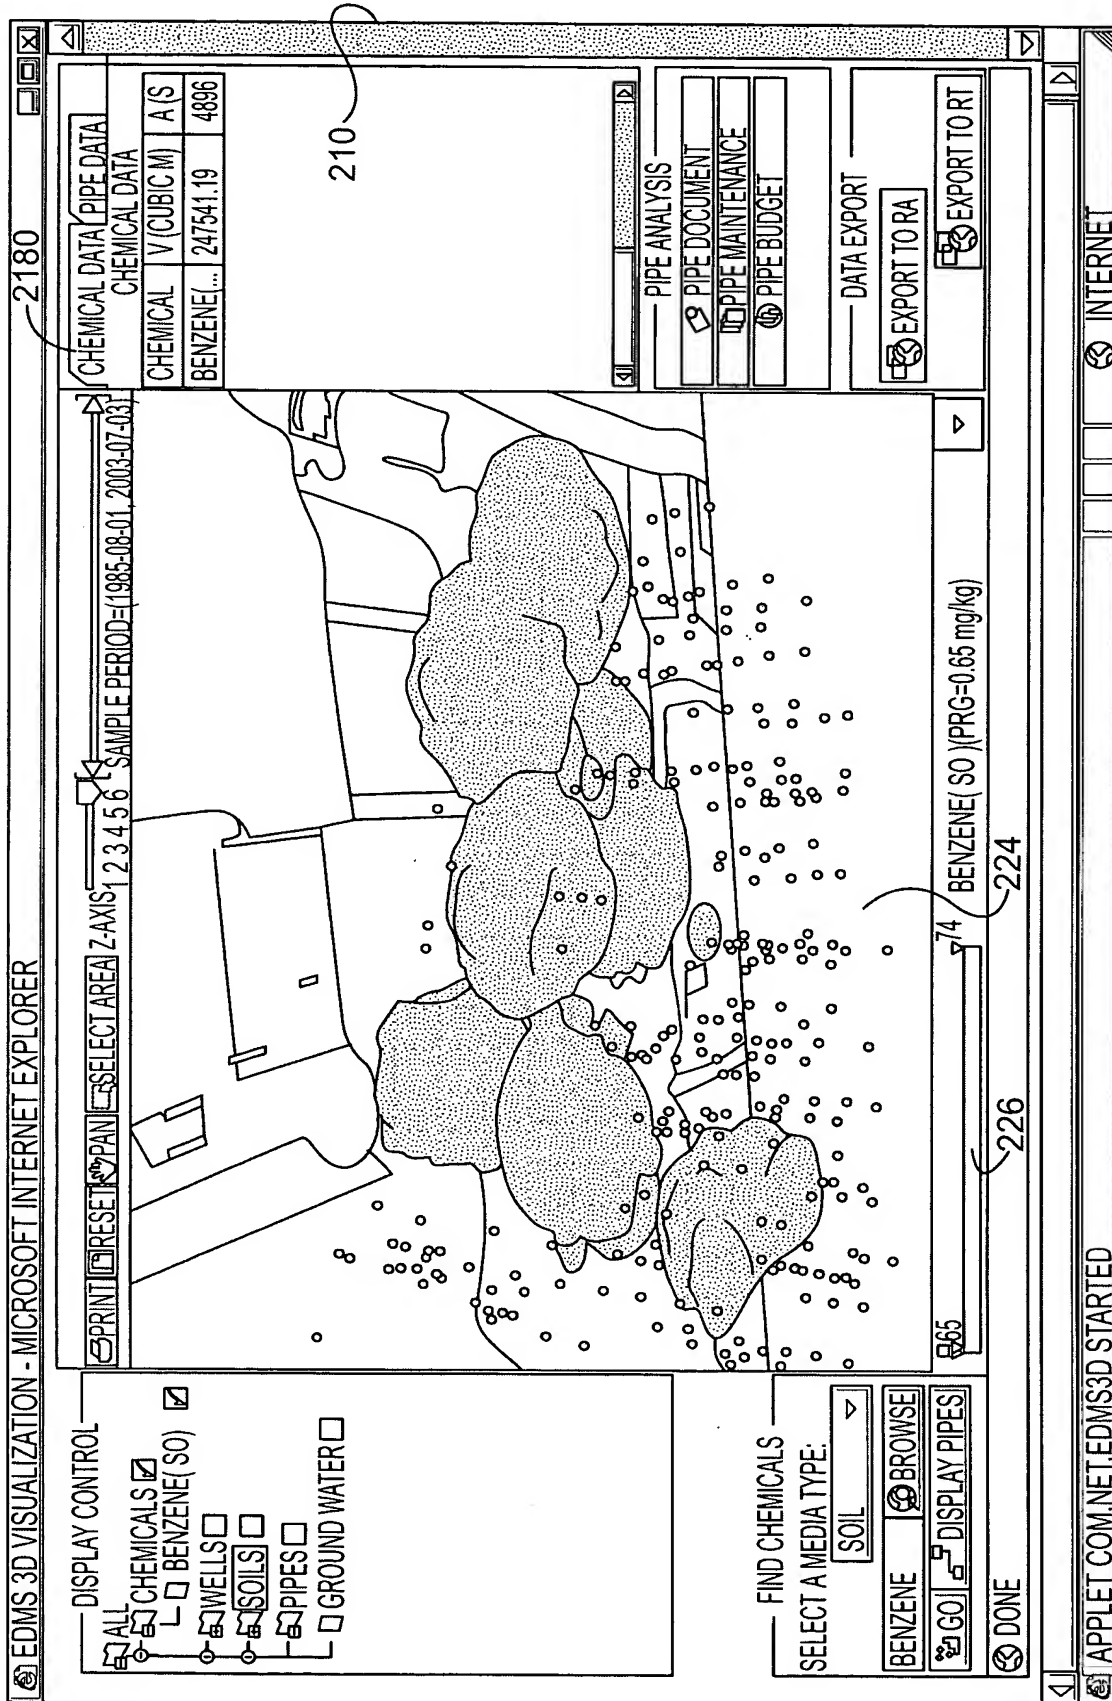 EDMS 3D VISUALIZATION - MICROSOFT INTERNET EXPLORER
2180
DISPLAY CONTROL
ALL
CHEMICALS
BENZENE( SO)
WELLS
SOILS
PIPES
GROUND WATER
FIND CHEMICALS
SELECT A MEDIA TYPE:
SOIL
BENZENE BROWSE
GO DISPLAY PIPES
DONE
PRINT RESET PAN SELECT AREA Z-AXIS 1 2 3 4 5 6 SAMPLE PERIOD=(1985-08-01, 2003-07-03)
.65 74 BENZENE( SO )(PRG=0.65 mg/kg)
226
224
CHEMICAL DATA PIPE DATA
CHEMICAL DATA
CHEMICAL V (CUBIC M) A (S
BENZENE(... 247541.19 4896
210
PIPE ANALYSIS
PIPE DOCUMENT
PIPE MAINTENANCE
PIPE BUDGET
DATA EXPORT
EXPORT TO RA
EXPORT TO RT
APPLET COM.NET.EDMS3D STARTED INTERNET